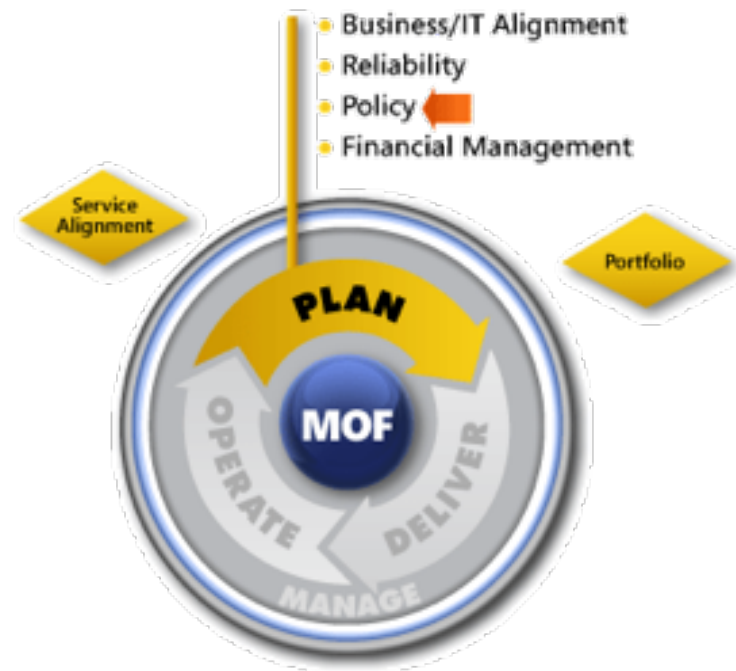 Business/IT Alignment
Reliability
Policy
Financial Management
Service
Alignment
Portfolio
PLAN
MOF
OPERATE
DELIVER
MANAGE